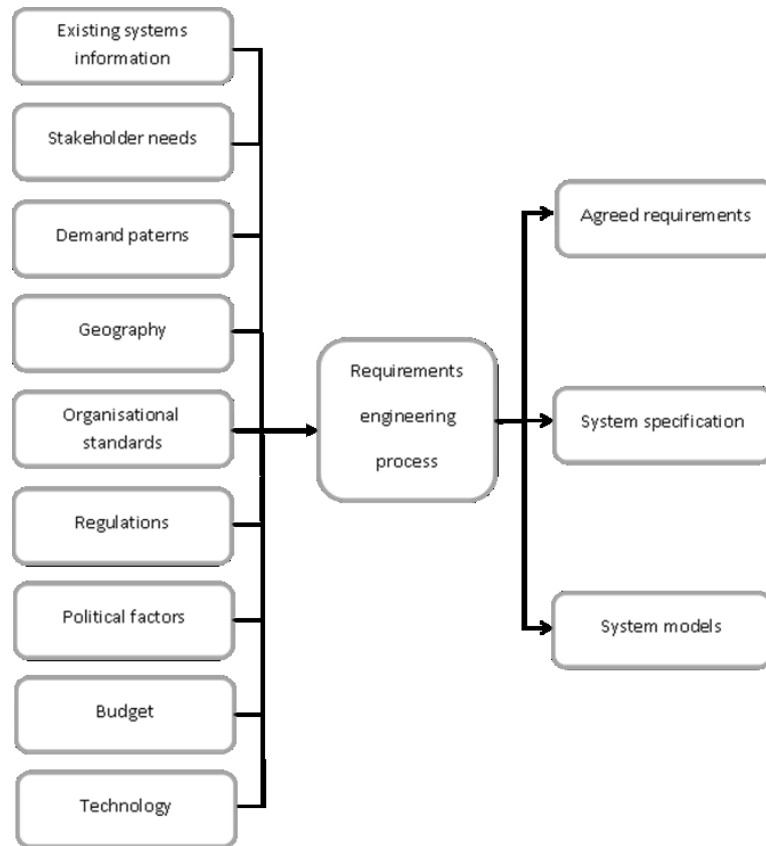 Existing systems
information
Stakeholder needs
Demand paterns
Geography
Organisational
standards
Regulations
Political factors
Budget
Technology
Requirements
engineering
process
Agreed requirements
System specification
System models